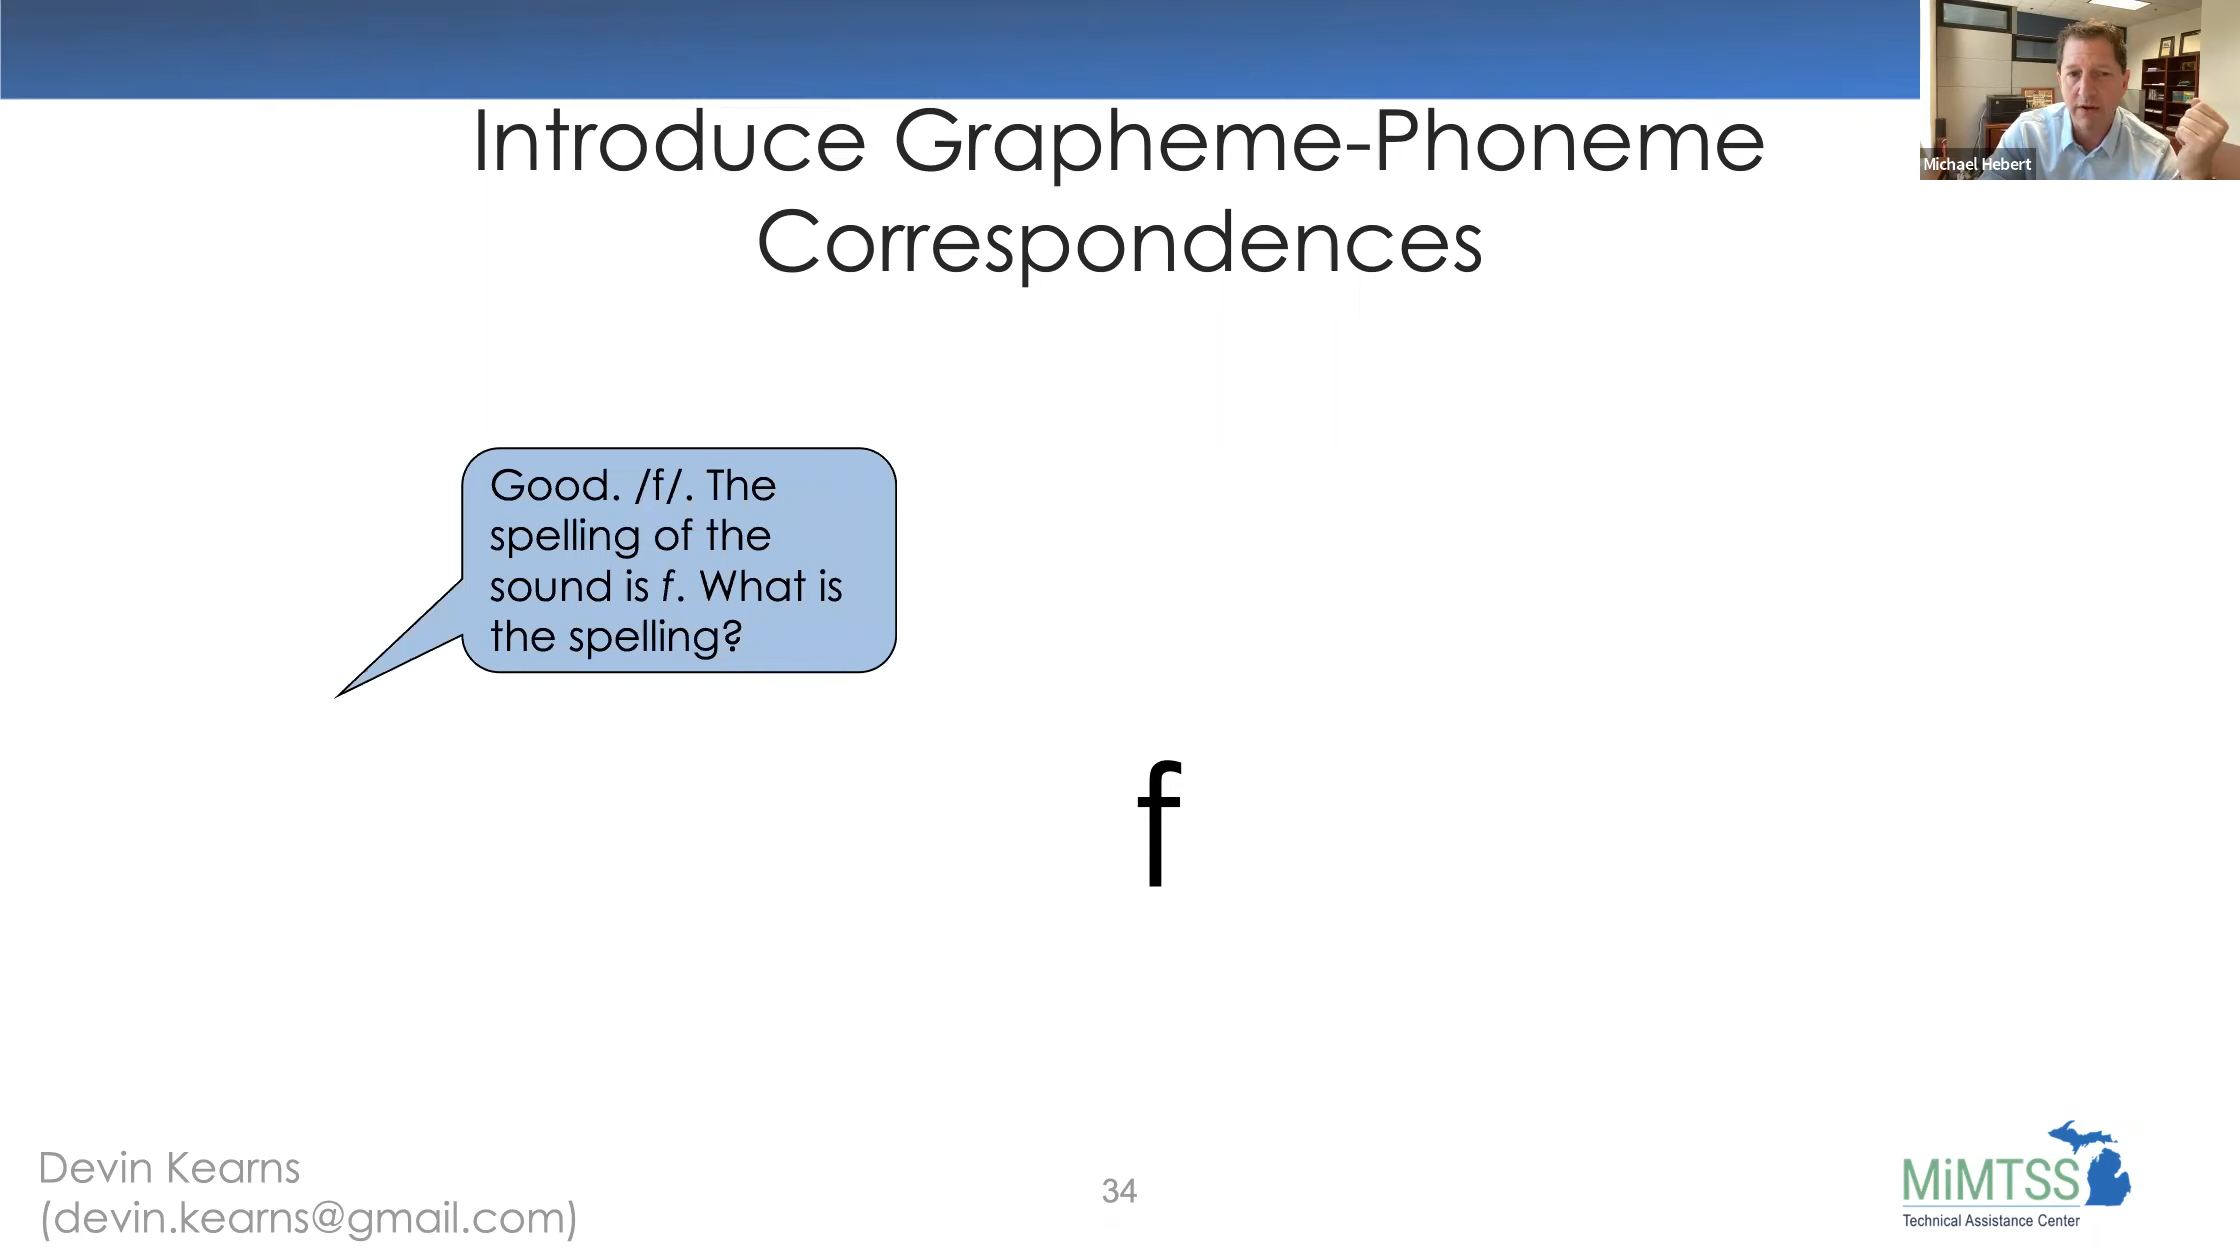 Introduce Grapheme-Phoneme
Correspondences
Michael Hebert
Good. /f/. The
spelling of the
sound is f. What is
the spelling?
f
Devin Kearns
(devin.kearns@gmail.com)
34
MiMTSS
Technical Assistance Center